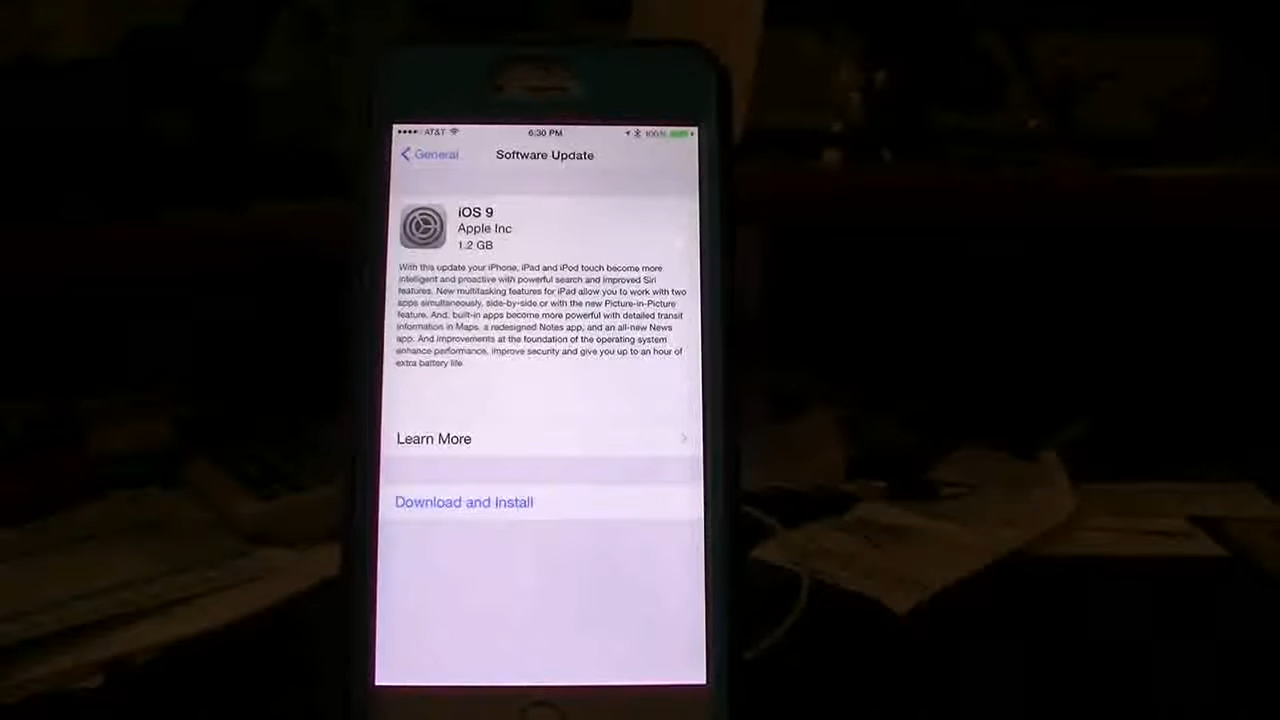 AT&T 6:30 PM 100%
General Software Update
iOS 9
Apple Inc
1.2 GB
With this update your iPhone, iPad and iPod touch become more
intelligent and proactive with powerful search and improved Siri
features. New multitasking features for iPad allow you to work with two
apps simultaneously, side-by-side or with the new Picture-in-Picture
feature. And, built-in apps become more powerful with detailed transit
information in Maps, a redesigned Notes app, and an all-new News
app. And improvements at the foundation of the operating system
enhance performance, improve security and give you up to an hour of
extra battery life.
Learn More
Download and Install